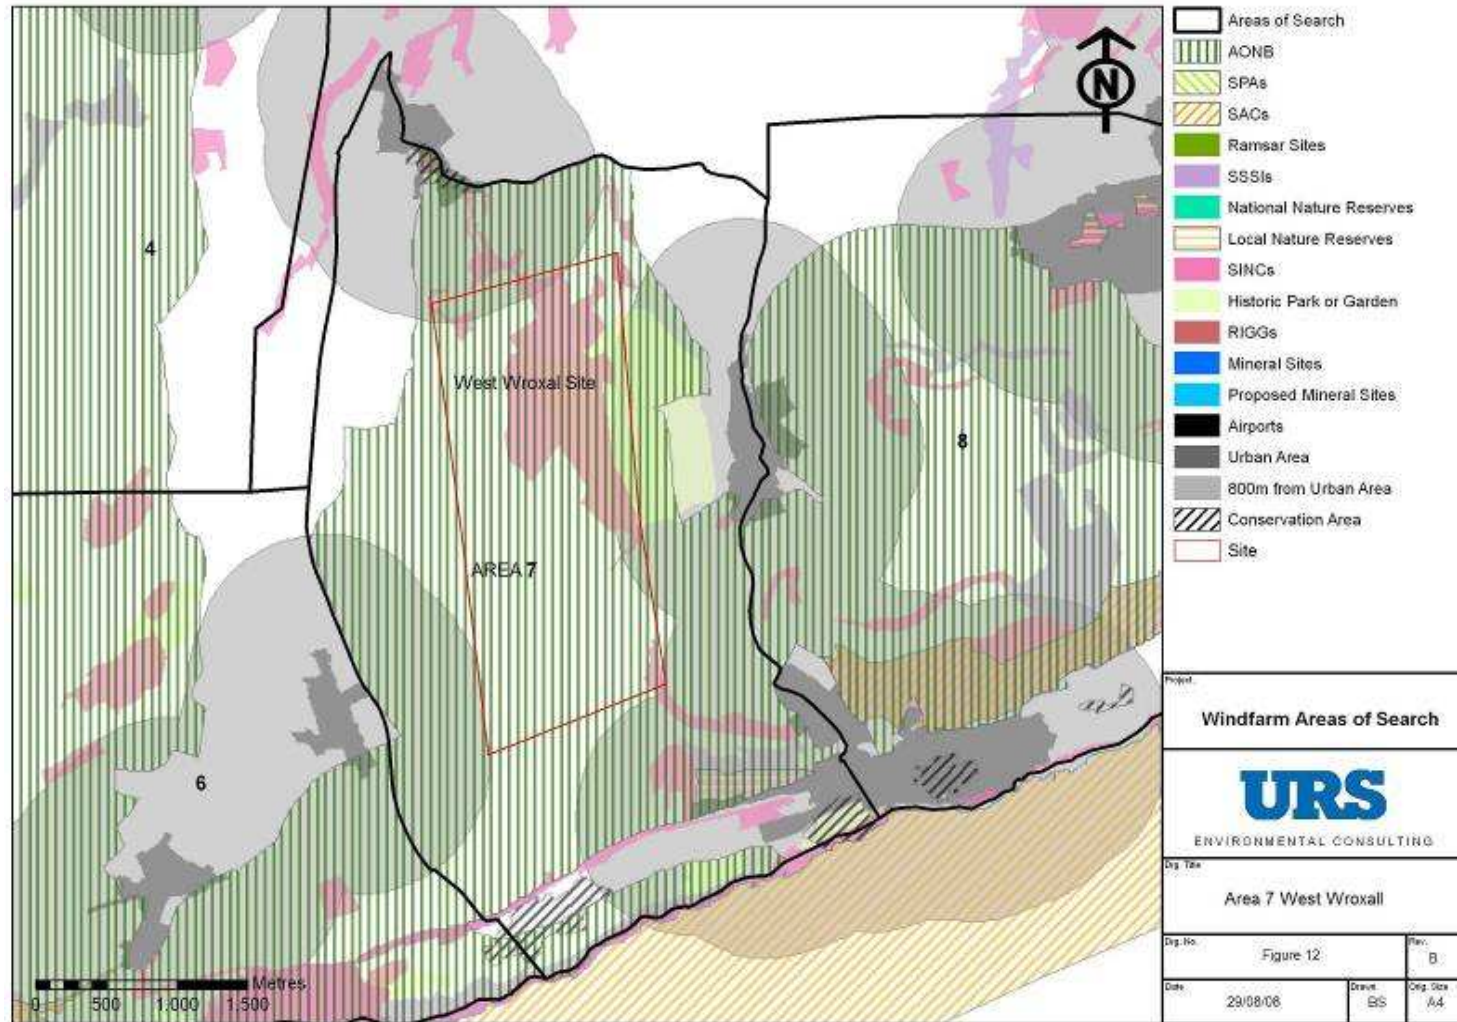 4
West Wroxal Site
8
AREA 7
6
Metres
0 500 1,000 1,500
N
Areas of Search
AONB
SPAs
SACs
Ramsar Sites
SSSIs
National Nature Reserves
Local Nature Reserves
SINCs
Historic Park or Garden
RIGGs
Mineral Sites
Proposed Mineral Sites
Airports
Urban Area
800m from Urban Area
Conservation Area
Site
Project.
Windfarm Areas of Search
URS
ENVIRONMENTAL CONSULTING
Drg. Title
Area 7 West Wroxall
Drg. No.
Figure 12
Rev.
B
Date
29/08/08
Drawn
BS
Orig. Size
A4